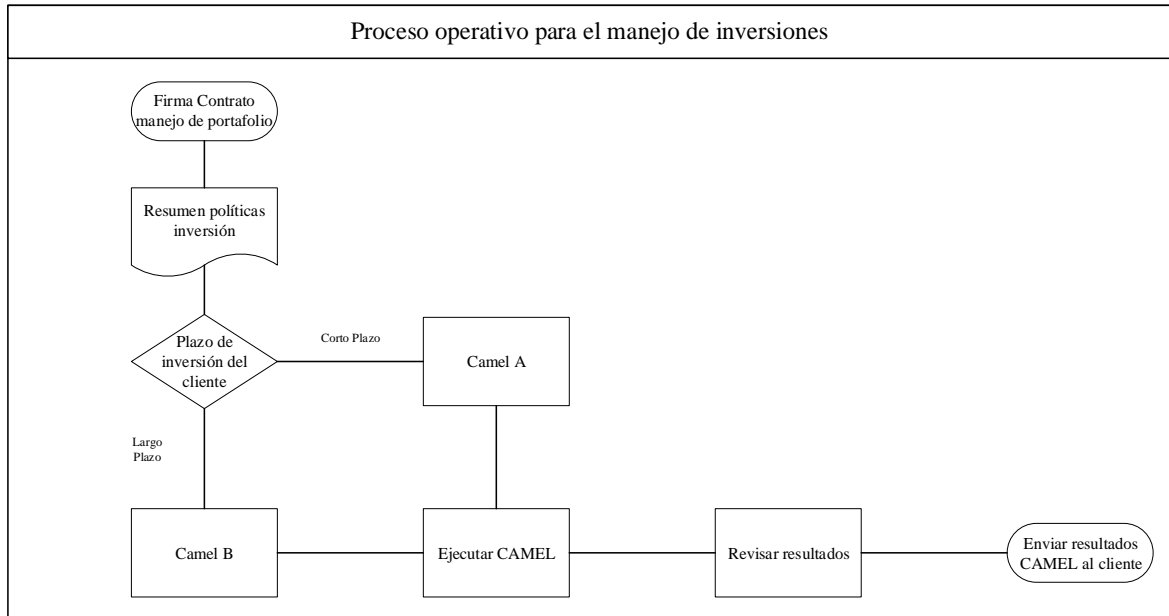 Proceso operativo para el manejo de inversiones
Firma Contrato
manejo de portafolio
Resumen políticas
inversión
Plazo de
inversión del
cliente
Corto Plazo
Camel A
Largo
Plazo
Camel B
Ejecutar CAMEL
Revisar resultados
Enviar resultados
CAMEL al cliente